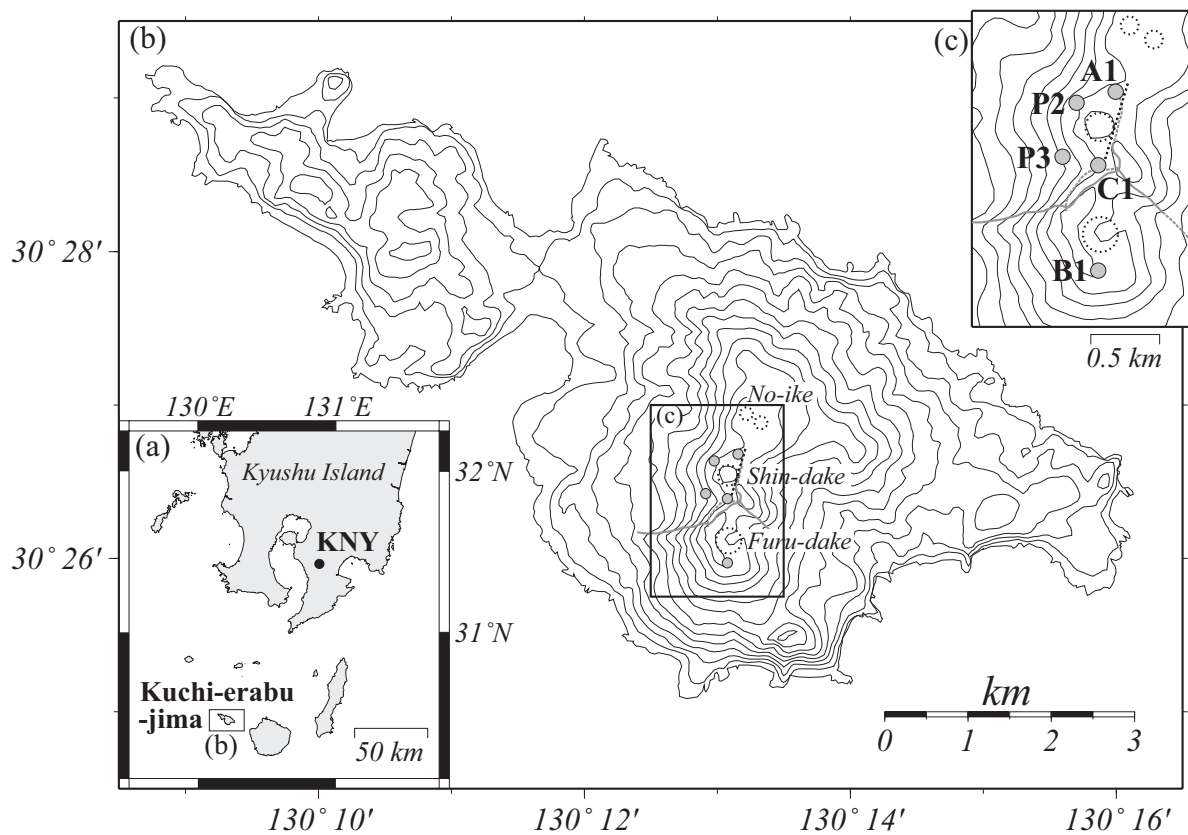 (b)
(c)
A1
P2
P3
C1
B1
0.5 km
30˚ 28'
30˚ 26'
No-ike
(c)
Shin-dake
Furu-dake
130˚E 131˚E
(a)
Kyushu Island
32˚N
KNY
31˚N
Kuchi-erabu
-jima
(b)
50 km
km
0 1 2 3
130˚ 10' 130˚ 12' 130˚ 14' 130˚ 16'